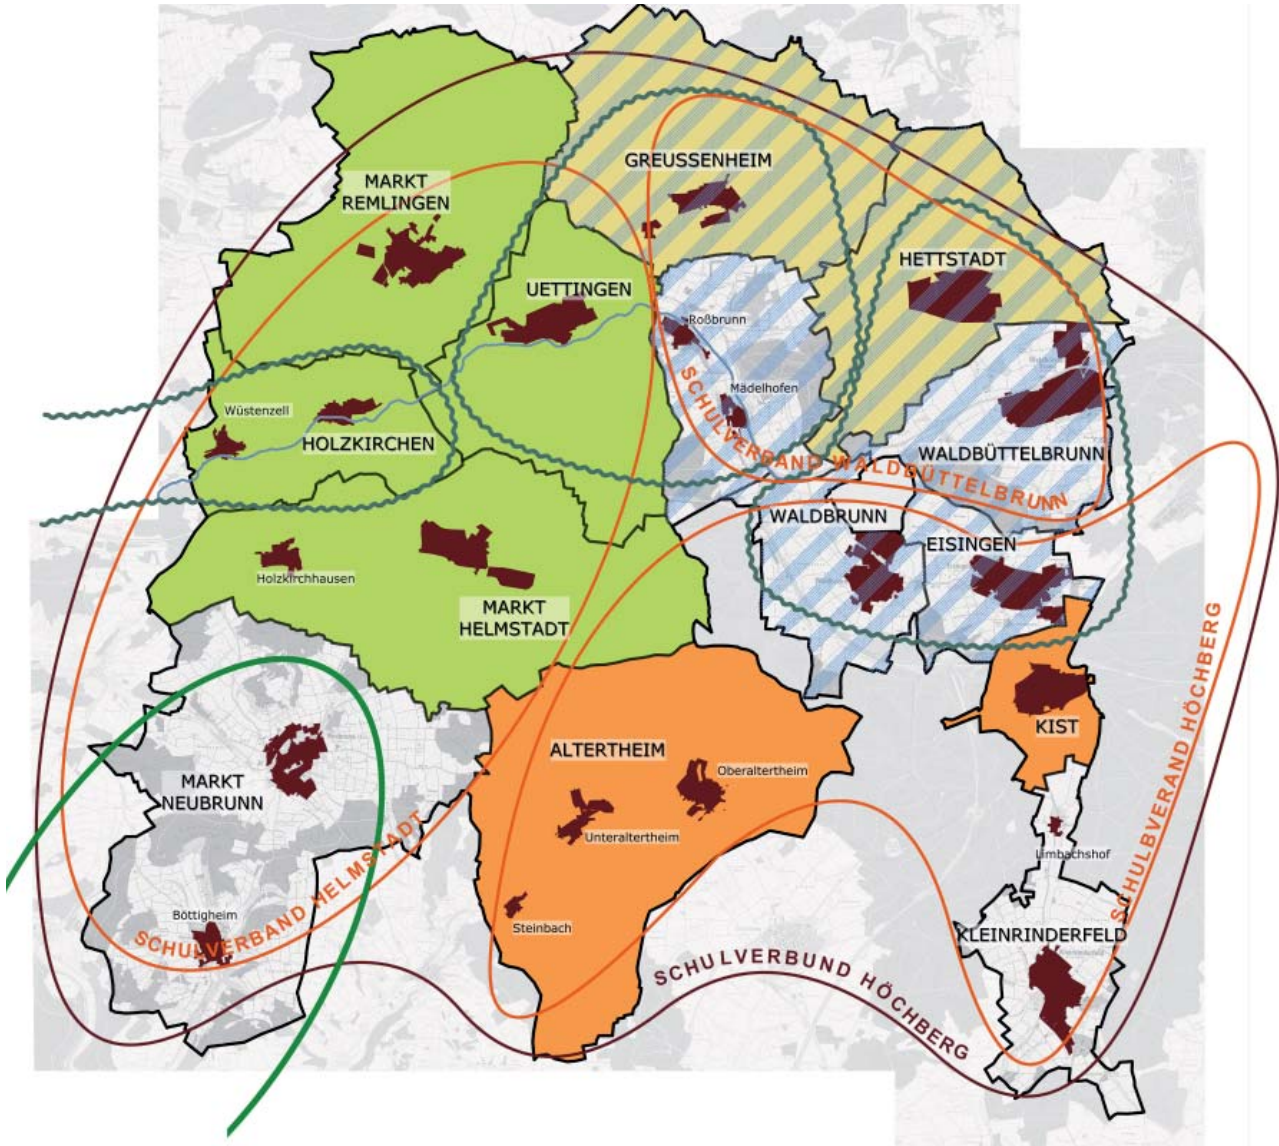 GREUSSENHEIM
MARKT
REMLINGEN
HETTSTADT
UETTINGEN
Roßbrunn
Mädelhofen
Wüstenzell
HOLZKIRCHEN
WALDBÜTTELBRUNN
SCHULVERBAND WALDBÜTTELBRUNN
WALDBRUNN
EISINGEN
Holzkirchhausen
MARKT
HELMSTADT
KIST
ALTERTHEIM
Oberaltertheim
MARKT
NEUBRUNN
Unteraltertheim
Limbachshof
SCHULBVERAND HÖCHBERG
Böttigheim
SCHULVERBAND HELMSTADT
Steinbach
KLEINRINDERFELD
SCHULVERBUND HÖCHBERG